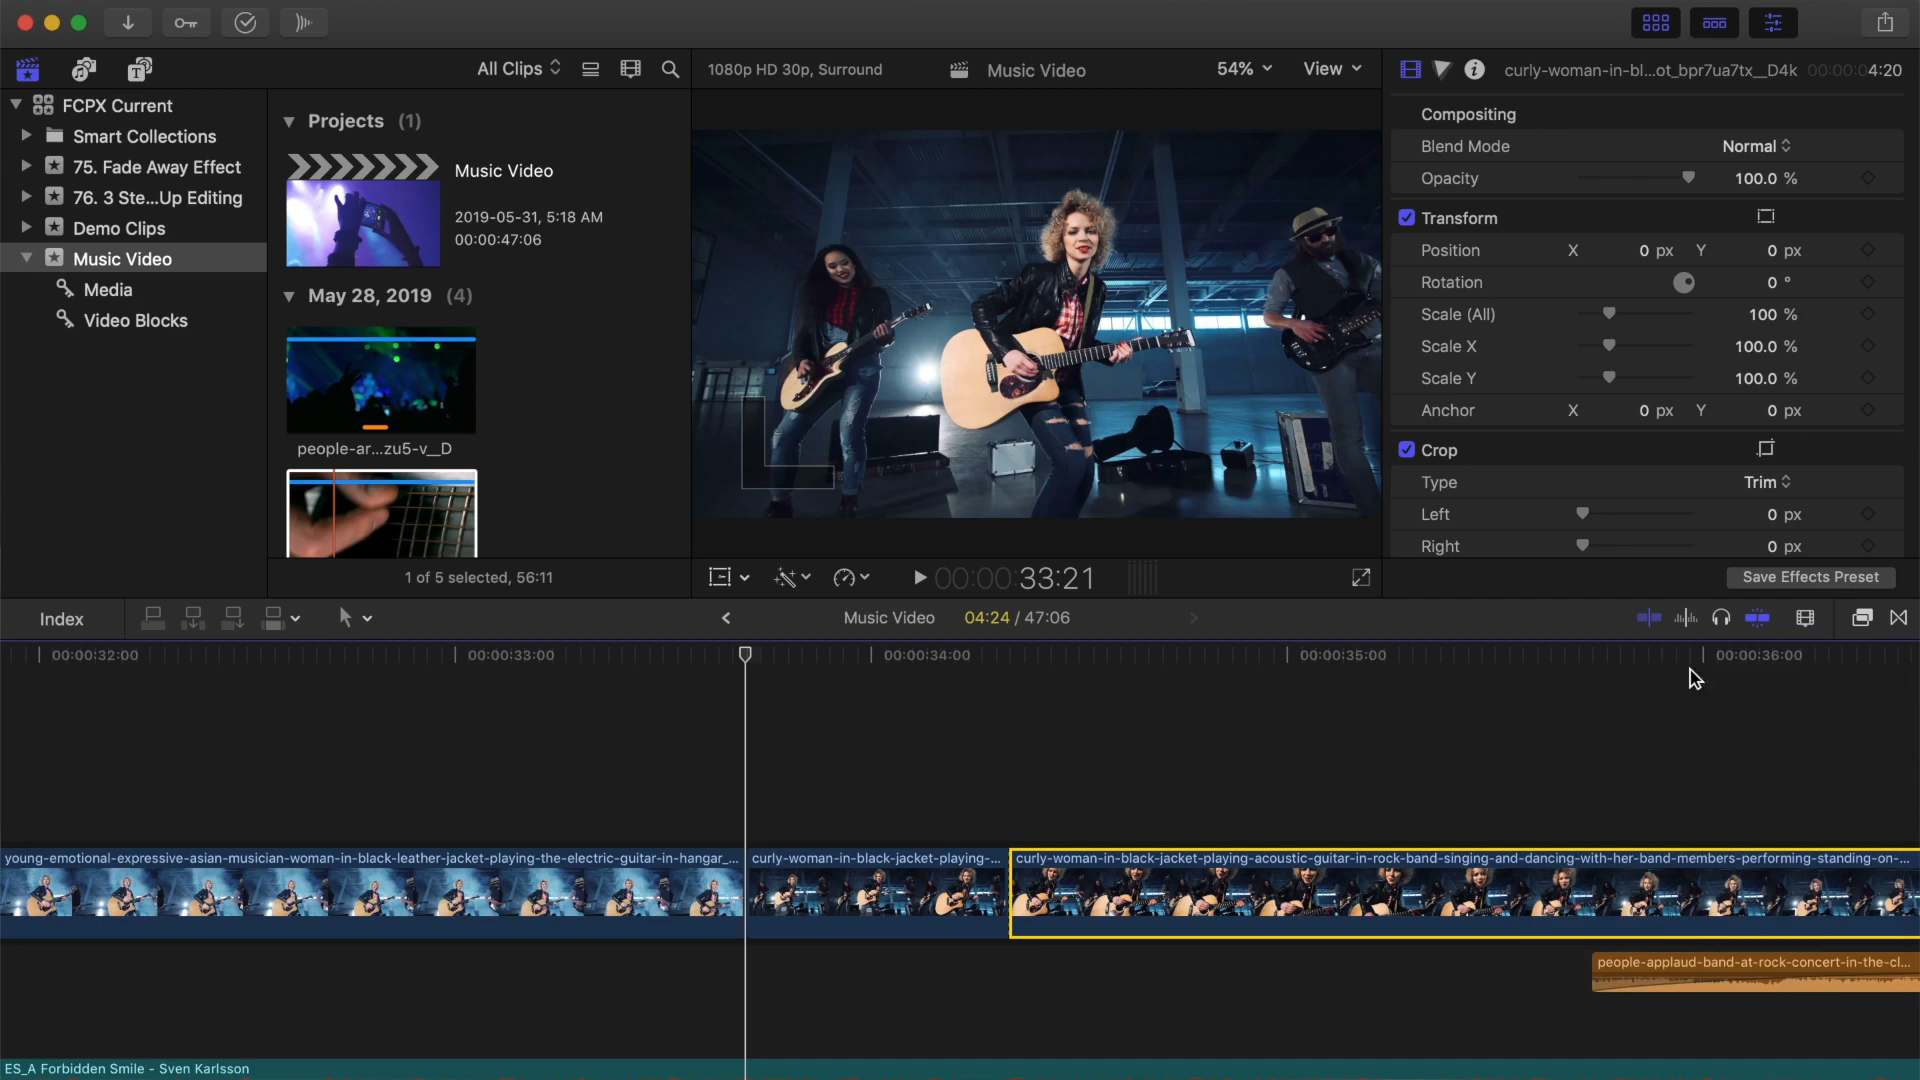 All Clips
1080p HD 30p, Surround
Music Video
54%
View
curly-woman-in-bl...ot_bpr7ua7tx__D4k
00:00:04:20
FCPX Current
Smart Collections
75. Fade Away Effect
76. 3 Ste...Up Editing
Demo Clips
Music Video
Media
Video Blocks
Projects (1)
Music Video
2019-05-31, 5:18 AM
00:00:47:06
May 28, 2019 (4)
people-ar...zu5-v__D
1 of 5 selected, 56:11
Compositing
Blend Mode Normal
Opacity 100.0 %
Transform
Position X 0 px Y 0 px
Rotation 0 °
Scale (All) 100 %
Scale X 100.0 %
Scale Y 100.0 %
Anchor X 0 px Y 0 px
Crop
Type Trim
Left 0 px
Right 0 px
00:00:33:21
Save Effects Preset
Index
Music Video 04:24 / 47:06
00:00:32:00
00:00:33:00
00:00:34:00
00:00:35:00
00:00:36:00
young-emotional-expressive-asian-musician-woman-in-black-leather-jacket-playing-the-electric-guitar-in-hangar_...
curly-woman-in-black-jacket-playing-...
curly-woman-in-black-jacket-playing-acoustic-guitar-in-rock-band-singing-and-dancing-with-her-band-members-performing-standing-on-...
people-applaud-band-at-rock-concert-in-the-cl...
ES_A Forbidden Smile - Sven Karlsson